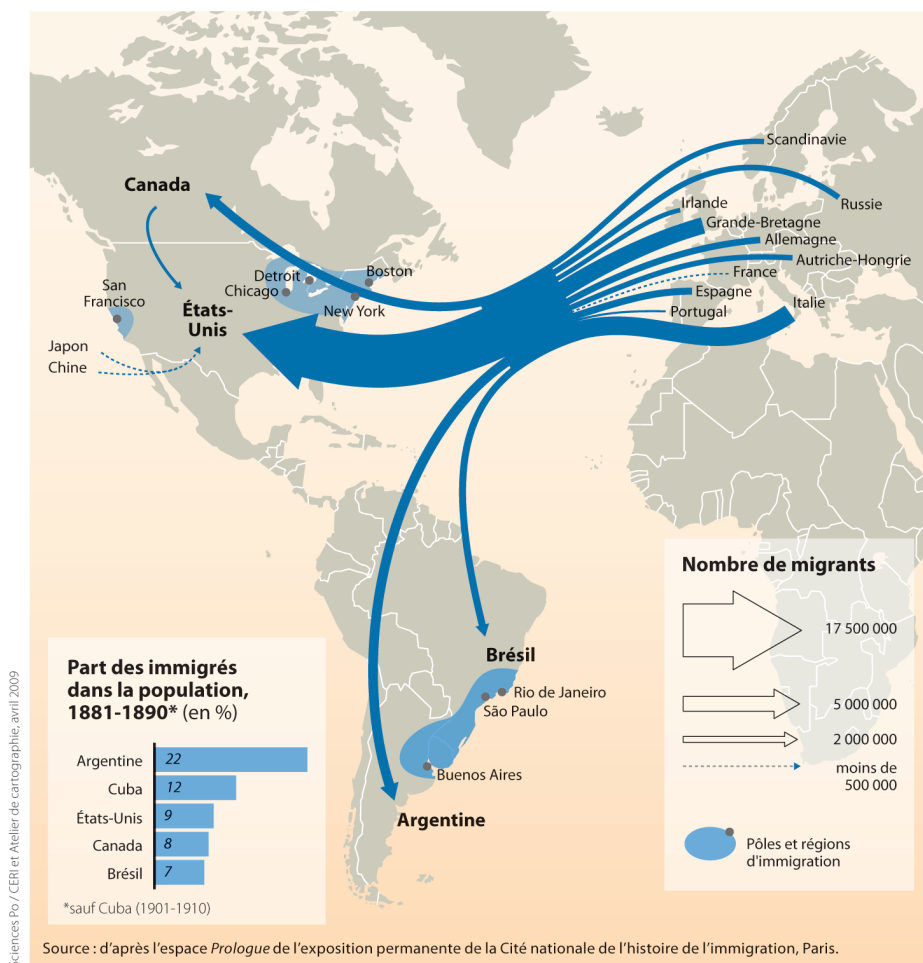 Scandinavie
Canada
Irlande
Russie
Grande-Bretagne
Allemagne
Autriche-Hongrie
France
Espagne
Italie
Portugal
San
Francisco
Detroit
Chicago
Boston
New York
États-
Unis
Japon
Chine
Brésil
Rio de Janeiro
São Paulo
Buenos Aires
Argentine
Nombre de migrants
17 500 000
5 000 000
2 000 000
moins de
500 000
Pôles et régions
d'immigration
Part des immigrés
dans la population,
1881-1890* (en %)
Argentine 22
Cuba 12
États-Unis 9
Canada 8
Brésil 7
*sauf Cuba (1901-1910)
Source : d'après l'espace Prologue de l'exposition permanente de la Cité nationale de l'histoire de l'immigration, Paris.
Sciences Po / CERI et Atelier de cartographie, avril 2009